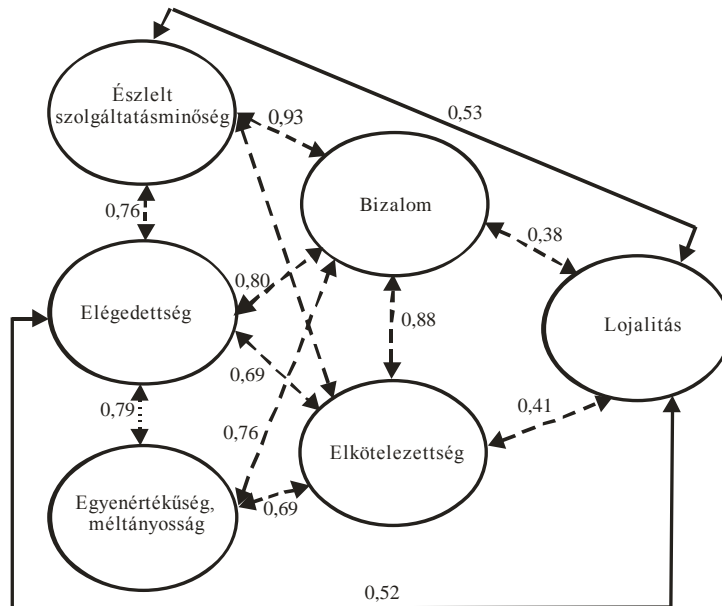 Észlelt
szolgáltatásminőség
0,93
0,53
Bizalom
0,76
0,38
0,80
Elégedettség
Lojalitás
0,88
0,69
0,79
0,76
0,41
Elkötelezettség
Egyenértékűség,
méltányosság
0,69
0,52